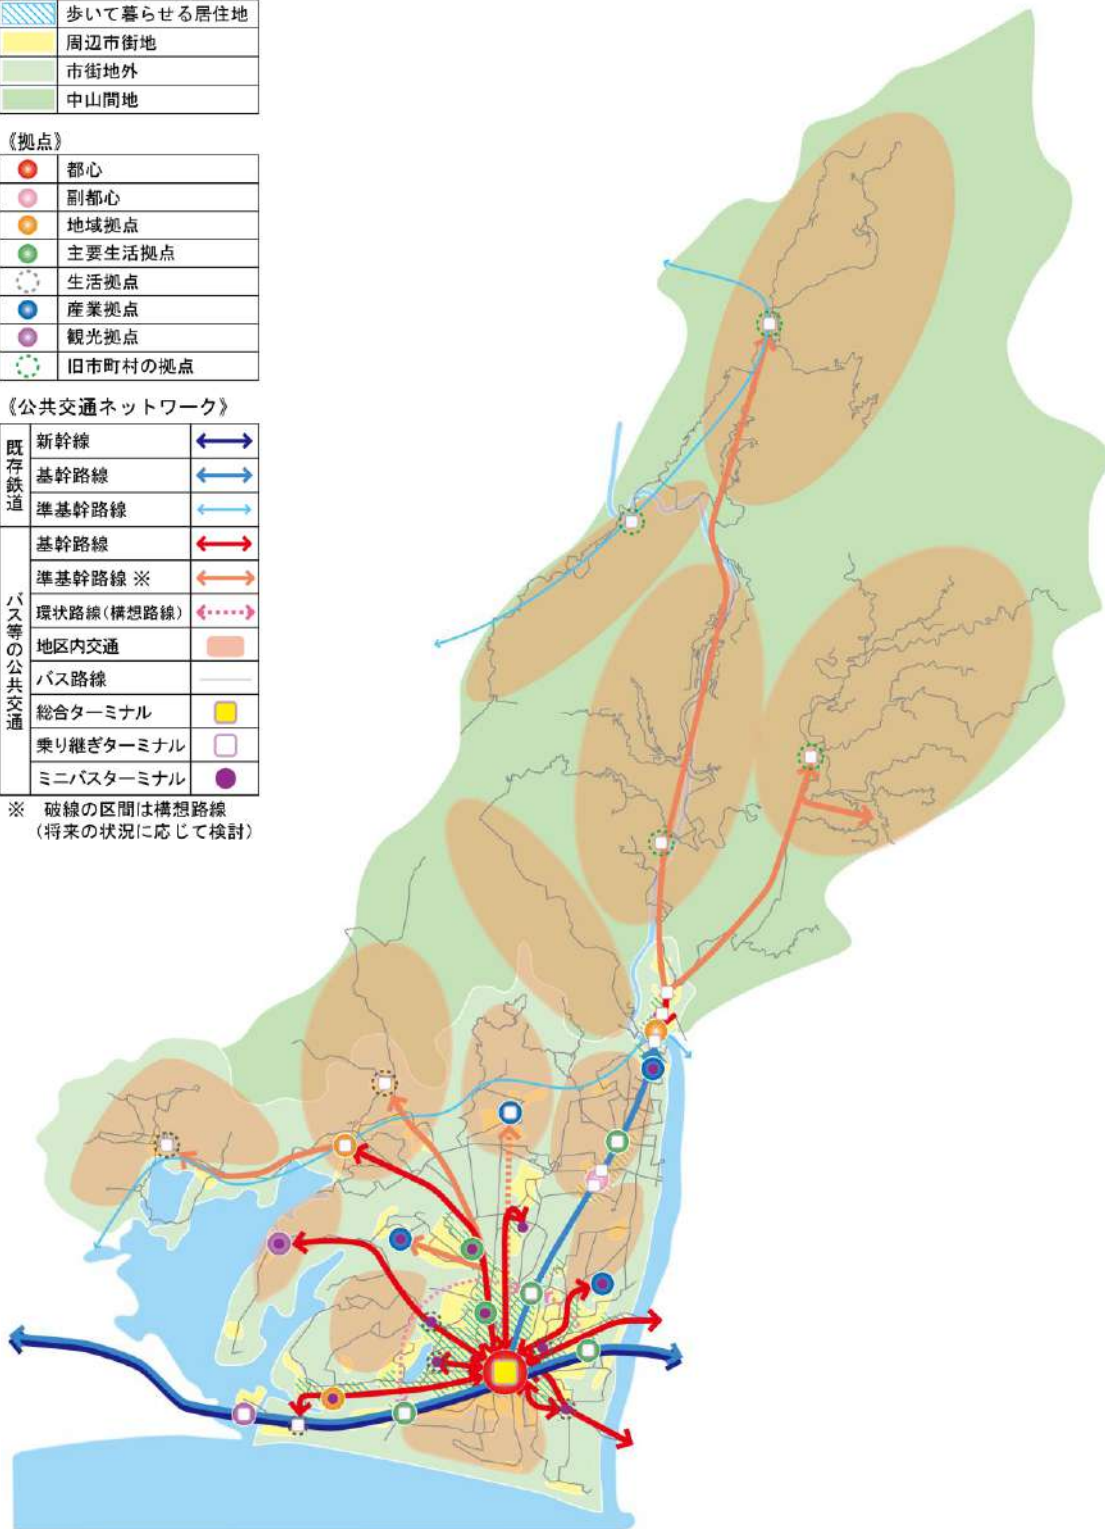 歩いて暮らせる居住地
周辺市街地
市街地外
中山間地
《拠点》
都心
副都心
地域拠点
主要生活拠点
生活拠点
産業拠点
観光拠点
旧市町村の拠点
《公共交通ネットワーク》
既存鉄道
新幹線
基幹路線
準基幹路線
バス等の公共交通
基幹路線
準基幹路線 ※
環状路線(構想路線)
地区内交通
バス路線
総合ターミナル
乗り継ぎターミナル
ミニバスターミナル
※ 破線の区間は構想路線
(将来の状況に応じて検討)